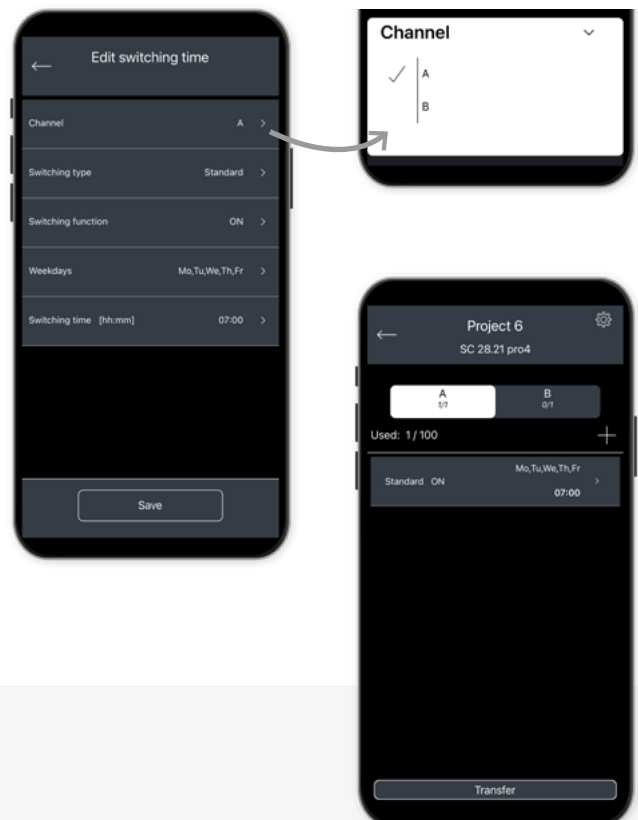 Edit switching time
Channel A
Switching type Standard
Switching function ON
Weekdays Mo,Tu,We,Th,Fr
Switching time [hh:mm] 07:00
Save
Channel
A
B
Project 6
SC 28.21 pro4
A B
1/1 0/1
Used: 1 / 100
Mo,Tu,We,Th,Fr
Standard ON
07:00
Transfer